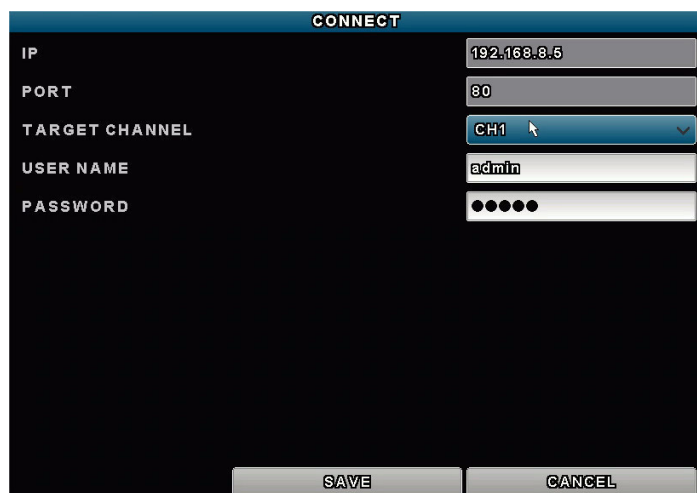 CONNECT
IP 192.168.8.5
PORT 80
TARGET CHANNEL CH1
USER NAME admin
PASSWORD ●●●●●
SAVE CANCEL